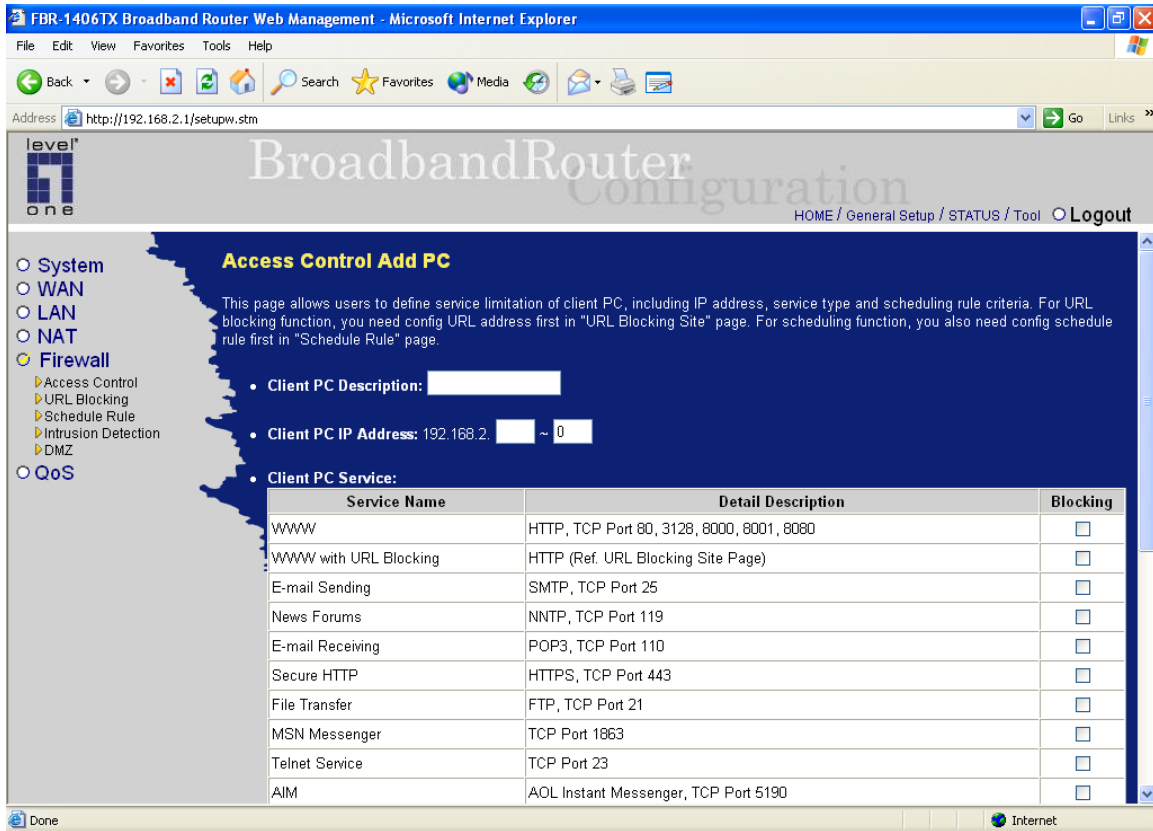 FBR-1406TX Broadband Router Web Management - Microsoft Internet Explorer
File Edit View Favorites Tools Help
Back Search Favorites Media
Address http://192.168.2.1/setupw.stm Go Links »
level one
BroadbandRouter
Configuration
HOME / General Setup / STATUS / Tool Logout
System
WAN
LAN
NAT
Firewall
Access Control
URL Blocking
Schedule Rule
Intrusion Detection
DMZ
QoS
Access Control Add PC
This page allows users to define service limitation of client PC, including IP address, service type and scheduling rule criteria. For URL
blocking function, you need config URL address first in "URL Blocking Site" page. For scheduling function, you also need config schedule
rule first in "Schedule Rule" page.
• Client PC Description:
• Client PC IP Address: 192.168.2. ~ 0
• Client PC Service:
Service Name Detail Description Blocking
WWW HTTP, TCP Port 80, 3128, 8000, 8001, 8080
WWW with URL Blocking HTTP (Ref. URL Blocking Site Page)
E-mail Sending SMTP, TCP Port 25
News Forums NNTP, TCP Port 119
E-mail Receiving POP3, TCP Port 110
Secure HTTP HTTPS, TCP Port 443
File Transfer FTP, TCP Port 21
MSN Messenger TCP Port 1863
Telnet Service TCP Port 23
AIM AOL Instant Messenger, TCP Port 5190
Done Internet